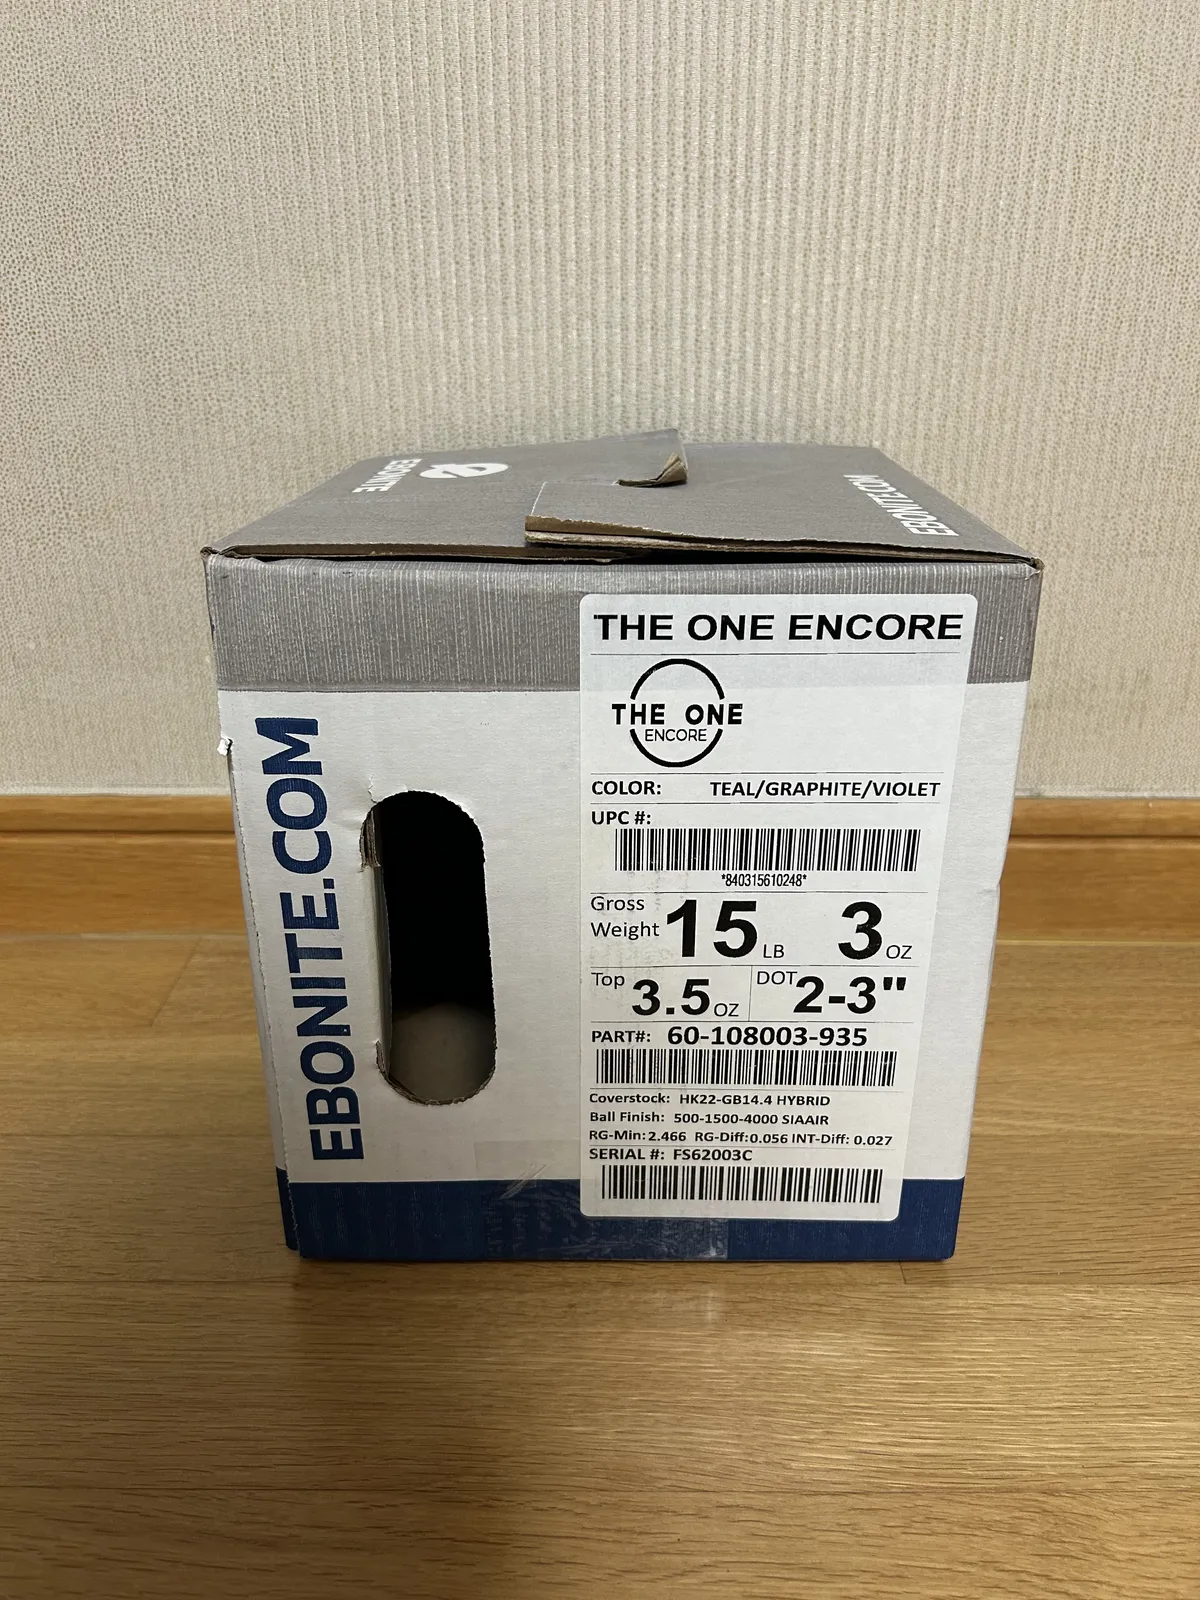 EBONITE
EBONITE.COM
EBONITE.COM
THE ONE ENCORE
THE ONE
ENCORE
COLOR: TEAL/GRAPHITE/VIOLET
UPC #:
*840315610248*
Gross Weight 15 LB 3 OZ
Top 3.5 OZ DOT 2-3"
PART#: 60-108003-935
Coverstock: HK22-GB14.4 HYBRID
Ball Finish: 500-1500-4000 SIAAIR
RG-Min: 2.466 RG-Diff:0.056 INT-Diff: 0.027
SERIAL #: FS62003C